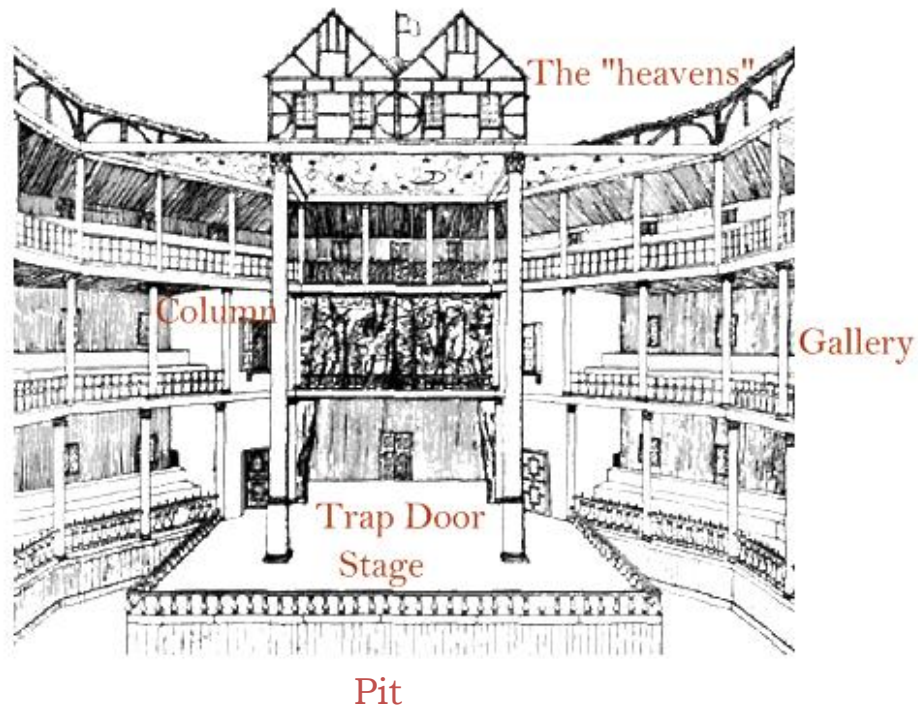 The "heavens"
Column
Gallery
Trap Door
Stage
Pit